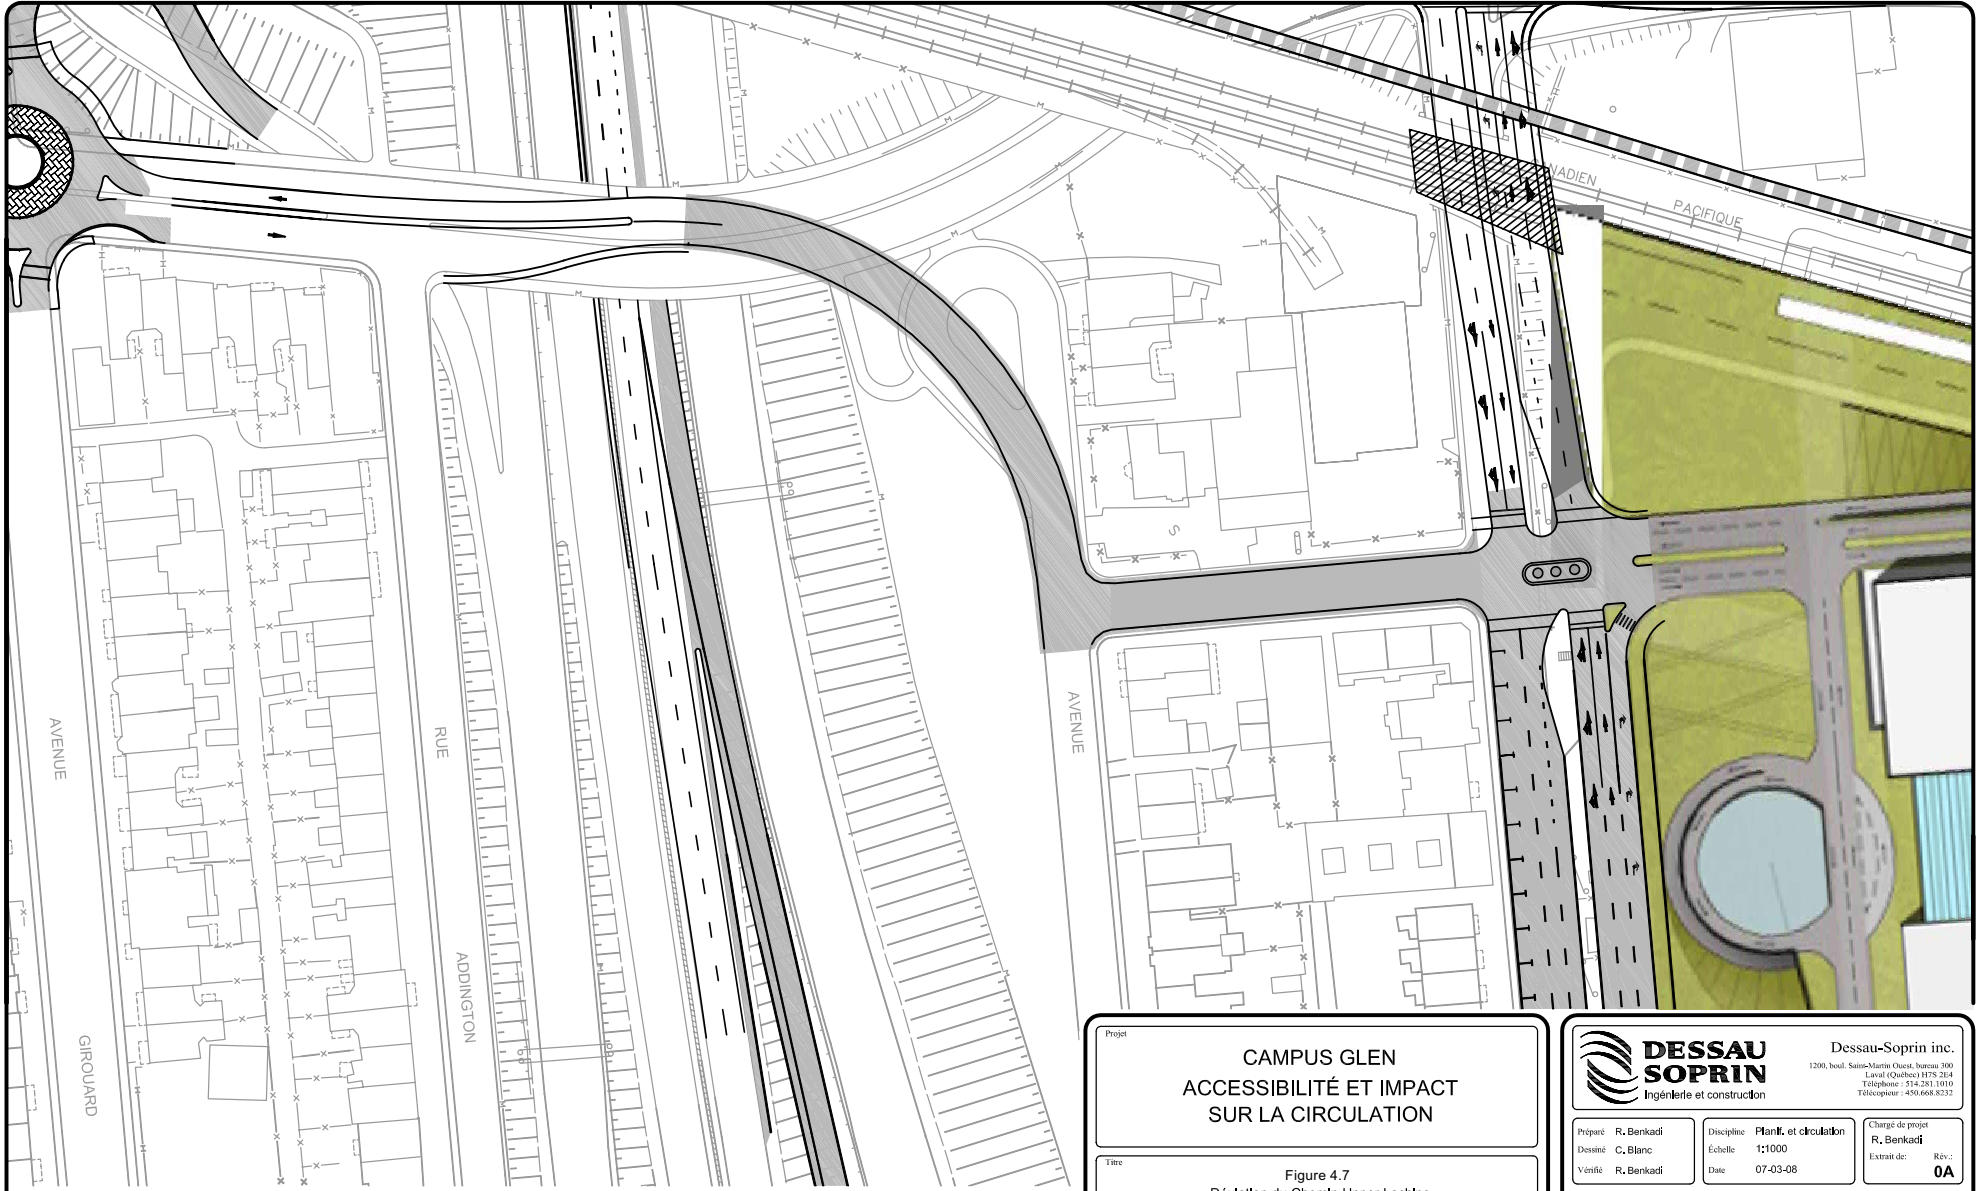 NADIEN
PACIFIQUE
S
AVENUE
GIROUARD
RUE
ADDINGTON
AVENUE
Projet
CAMPUS GLEN
ACCESSIBILITÉ ET IMPACT
SUR LA CIRCULATION
Titre
Figure 4.7
DESSAU
SOPRIN
Ingénierie et construction
Dessau-Soprin inc.
1200, boul. Saint-Martin Ouest, bureau 300
Laval (Québec) H7S 2E4
Téléphone : 514.281.1010
Télécopieur : 450.668.8232
Préparé R. Benkadi
Dessiné C. Blanc
Vérifié R. Benkadi
Discipline Planif. et circulation
Échelle 1:1000
Date 07-03-08
Chargé de projet
R. Benkadi
Extrait de: Rév.:
0A